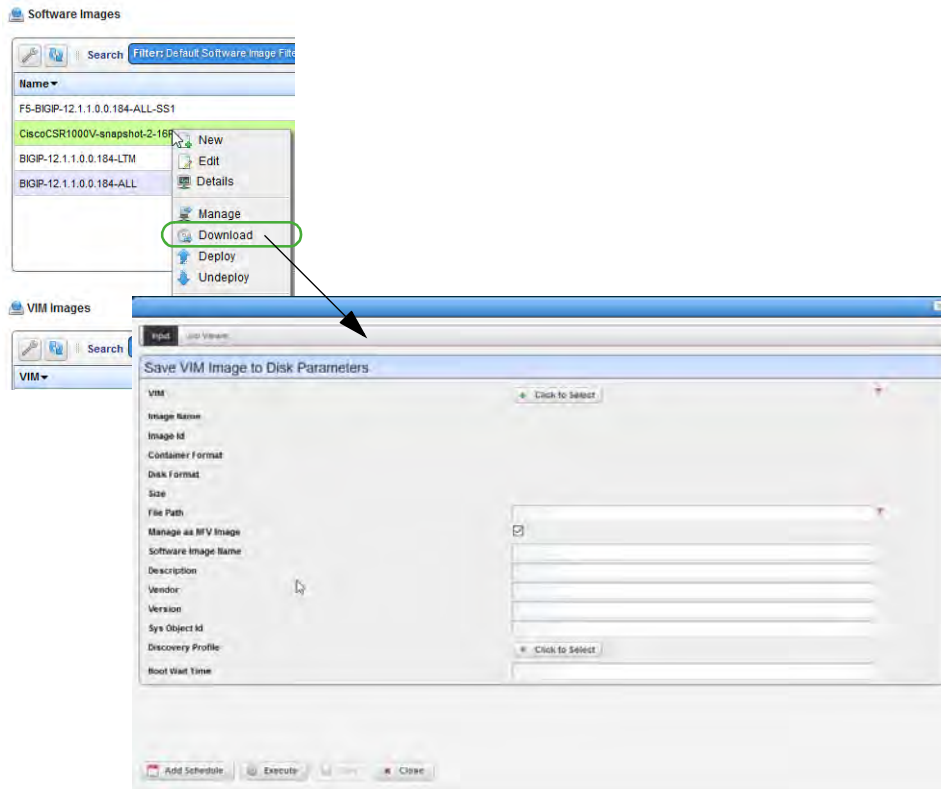 Software Images
Search Filter: Default Software Image Filte
Name
F5-BIGIP-12.1.1.0.0.184-ALL-SS1
CiscoCSR1000V-snapshot-2-16F
BIGIP-12.1.1.0.0.184-LTM
BIGIP-12.1.1.0.0.184-ALL
New
Edit
Details
Manage
Download
Deploy
Undeploy
VIM Images
Search
VIM
Input Job Viewer
Save VIM Image to Disk Parameters
VIM Click to Select
Image Name
Image Id
Container Format
Disk Format
Size
File Path
Manage as NFV Image
Software Image Name
Description
Vendor
Version
Sys Object Id
Discovery Profile Click to Select
Boot Wait Time
Add Schedule Execute Close